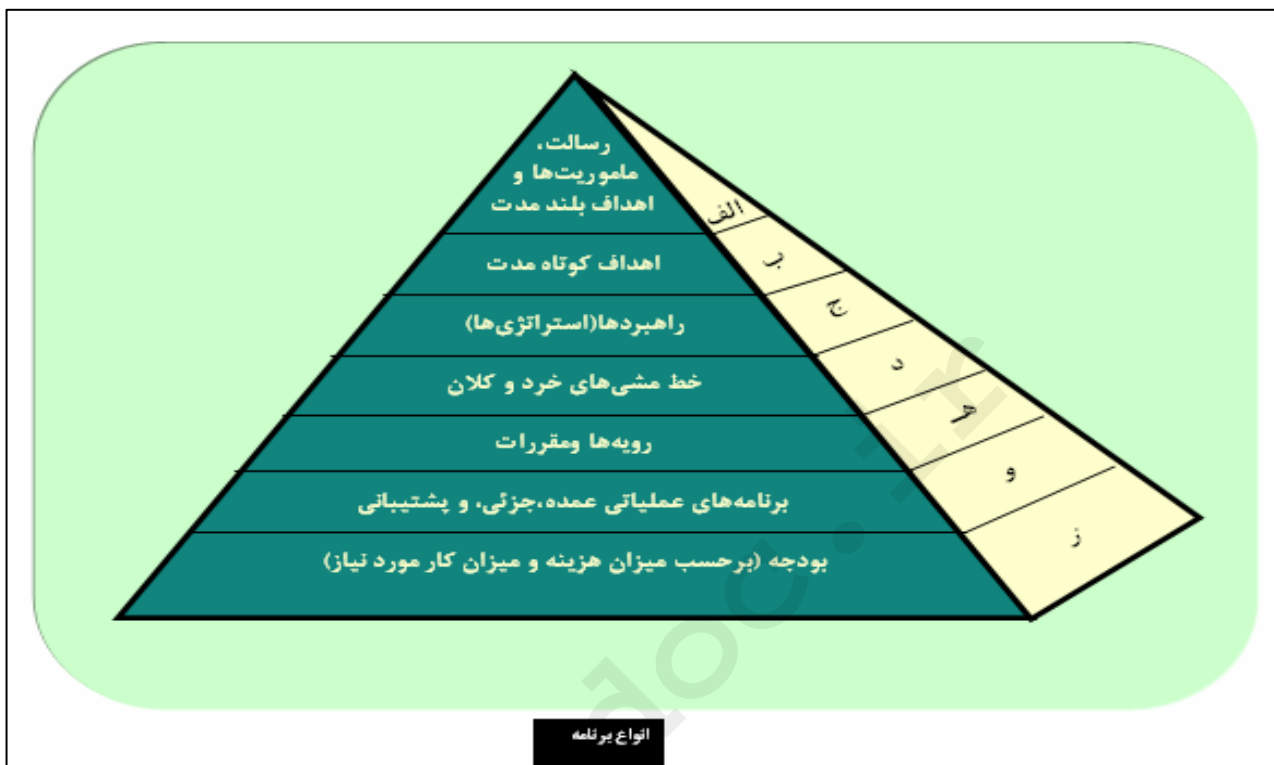 رسالت،
ماموریت‌ها و
اهداف بلند مدت
الف
اهداف کوتاه مدت
ب
راهبردها(استراتژی‌ها)
ج
خط مشی‌های خرد و کلان
د
رویه‌ها ومقررات
هـ
برنامه‌های عملیاتی عمده،جزئی، و پشتیبانی
و
بودجه (برحسب میزان هزینه و میزان کار مورد نیاز)
ز
انواع برنامه
doc.ir